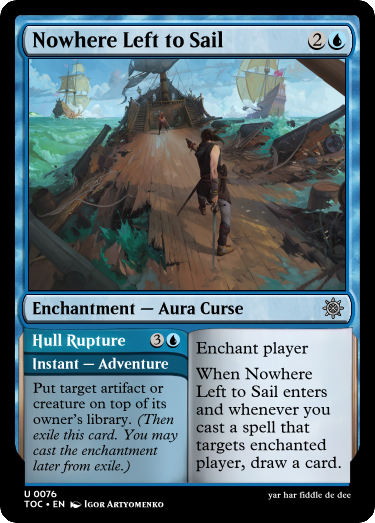 Nowhere Left to Sail 2
Enchantment — Aura Curse
Hull Rupture 3
Instant — Adventure
Put target artifact or
creature on top of its
owner's library. (Then
exile this card. You may
cast the enchantment
later from exile.)
Enchant player
When Nowhere
Left to Sail enters
and whenever you
cast a spell that
targets enchanted
player, draw a card.
U 0076
TOC • EN Igor Artyomenko
yar har fiddle de dee